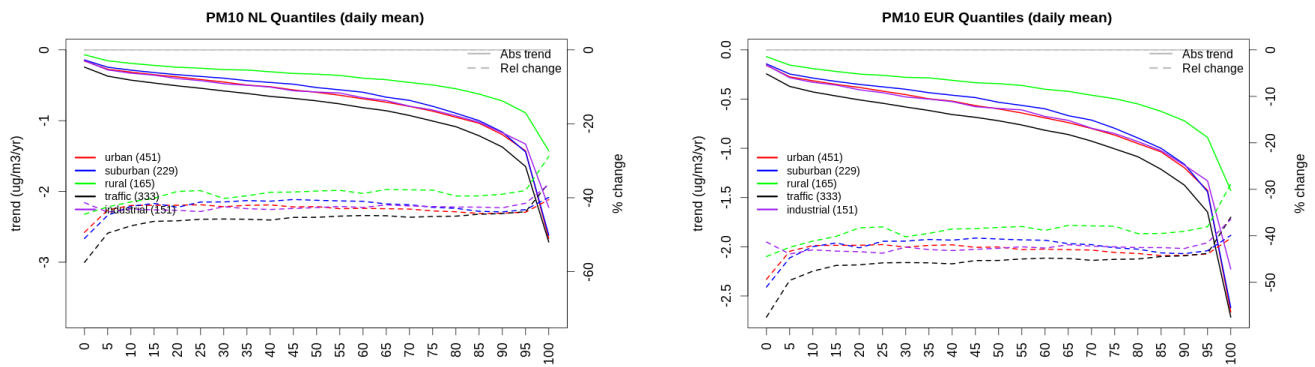 PM10 NL Quantiles (daily mean)
0
-1
-2
-3
trend (ug/m3/yr)
Abs trend
Rel change
urban (451)
suburban (229)
rural (165)
traffic (333)
industrial (151)
0
-20
-40
-60
% change
0 5 10 15 20 25 30 35 40 45 50 55 60 65 70 75 80 85 90 95 100
PM10 EUR Quantiles (daily mean)
0.0
-0.5
-1.0
-1.5
-2.0
-2.5
trend (ug/m3/yr)
Abs trend
Rel change
urban (451)
suburban (229)
rural (165)
traffic (333)
industrial (151)
0
-10
-20
-30
-40
-50
% change
0 5 10 15 20 25 30 35 40 45 50 55 60 65 70 75 80 85 90 95 100